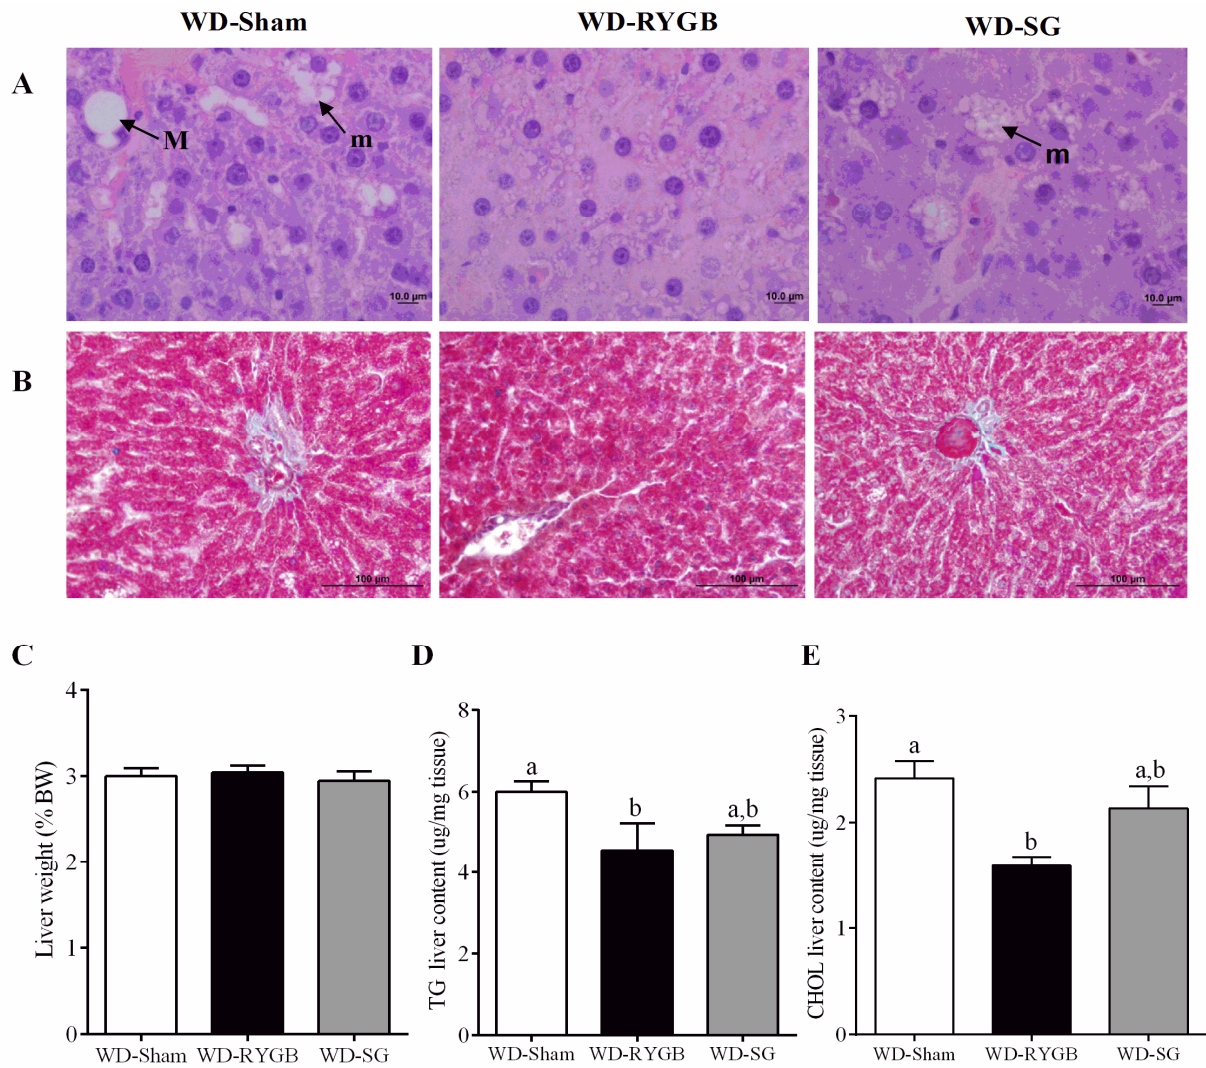 WD-Sham WD-RYGB WD-SG
A
M m m
10.0 µm 10.0 µm 10.0 µm
B
100 µm 100 µm 100 µm
C D E
Liver weight (% BW)
4
3
2
1
0
WD-Sham WD-RYGB WD-SG
TG liver content (ug/mg tissue)
8
6
4
2
0
a b a,b
WD-Sham WD-RYGB WD-SG
CHOL liver content (ug/mg tissue)
3
2
1
0
a b a,b
WD-Sham WD-RYGB WD-SG